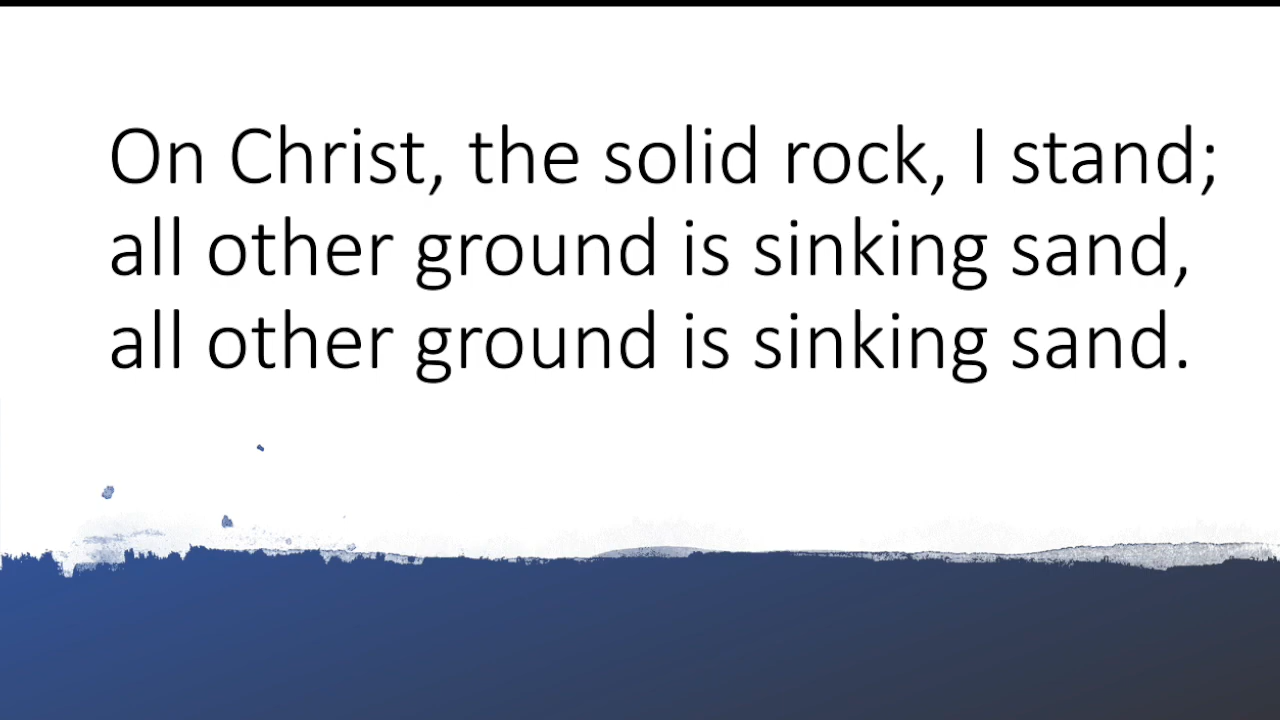 On Christ, the solid rock, I stand;
all other ground is sinking sand,
all other ground is sinking sand.